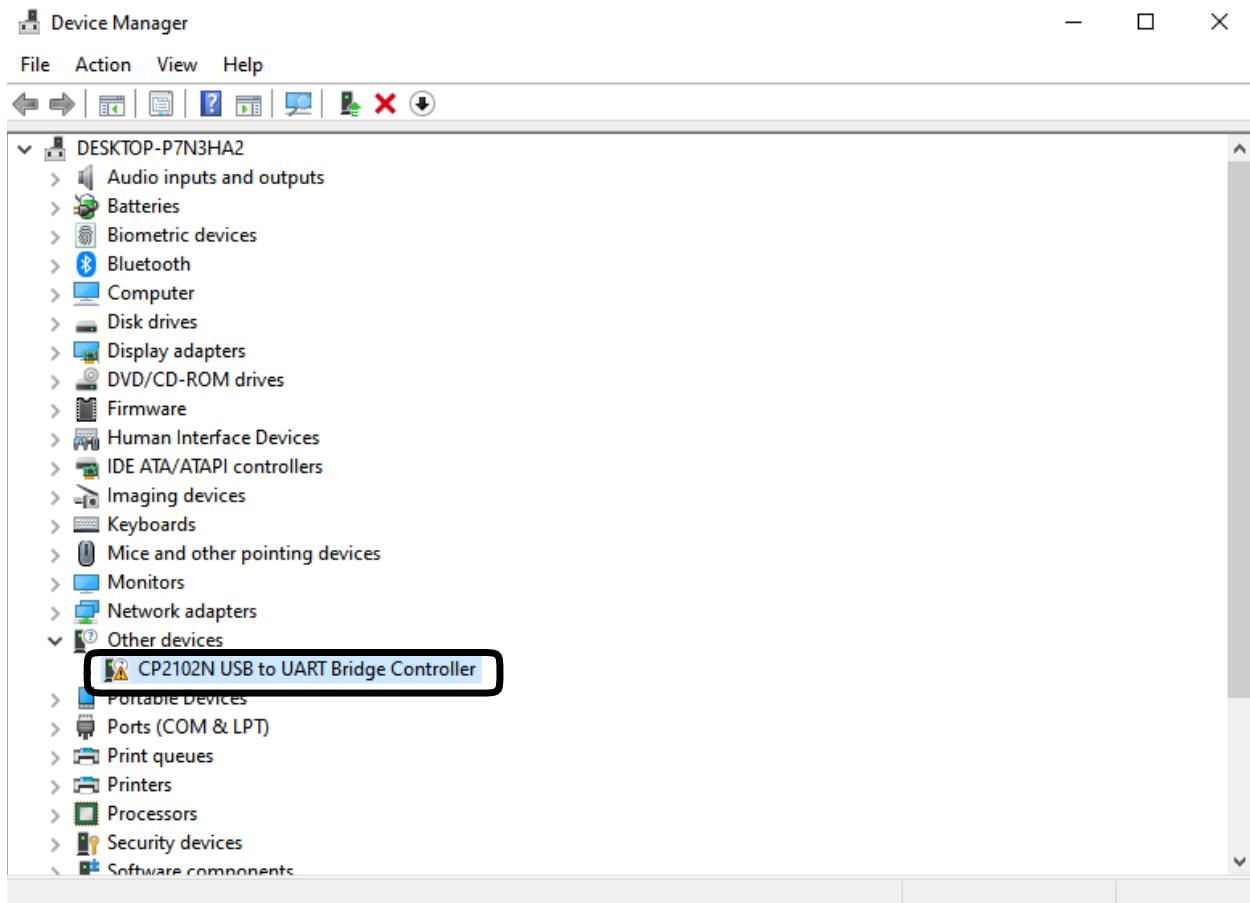 Device Manager
File Action View Help
DESKTOP-P7N3HA2
Audio inputs and outputs
Batteries
Biometric devices
Bluetooth
Computer
Disk drives
Display adapters
DVD/CD-ROM drives
Firmware
Human Interface Devices
IDE ATA/ATAPI controllers
Imaging devices
Keyboards
Mice and other pointing devices
Monitors
Network adapters
Other devices
CP2102N USB to UART Bridge Controller
Portable Devices
Ports (COM & LPT)
Print queues
Printers
Processors
Security devices
Software components